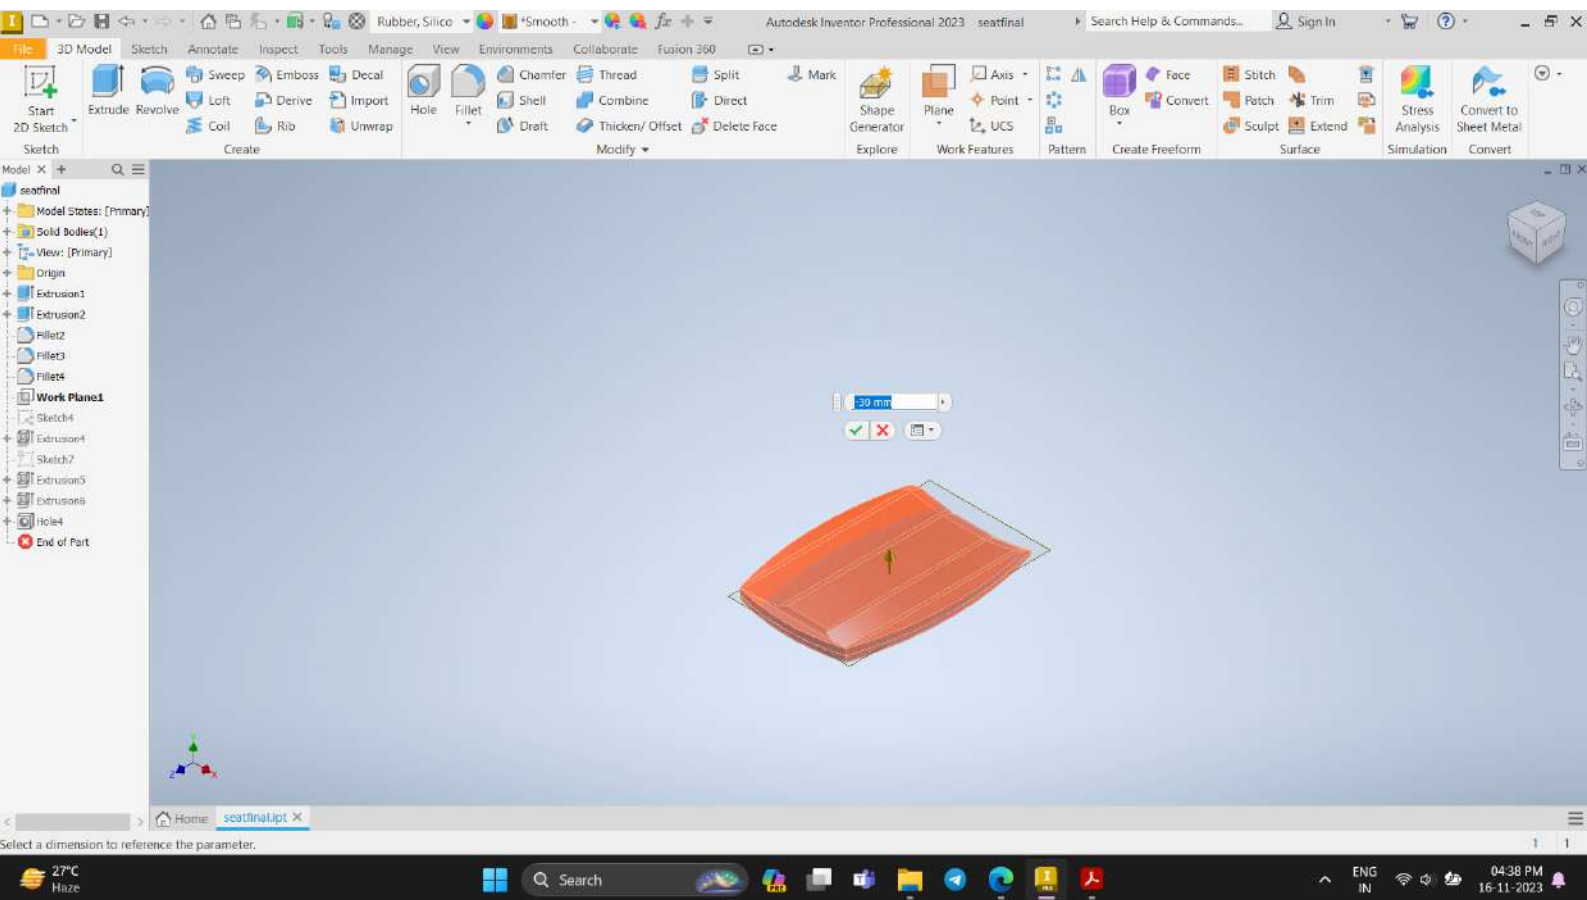 Rubber, Silico *Smooth - Autodesk Inventor Professional 2023 seatfinal Search Help & Commands... Sign In
File 3D Model Sketch Annotate Inspect Tools Manage View Environments Collaborate Fusion 360
Start 2D Sketch
Extrude Revolve
Sweep Emboss Decal
Loft Derive Import
Coil Rib Unwrap
Hole Fillet
Chamfer Thread Split Mark
Shell Combine Direct
Draft Thicken/ Offset Delete Face
Shape Generator
Plane
Axis
Point
UCS
Box
Face
Convert
Stitch
Patch Trim
Sculpt Extend
Stress Analysis
Convert to Sheet Metal
Sketch Create Modify Explore Work Features Pattern Create Freeform Surface Simulation Convert
Model
seatfinal
Model States: [Primary]
Solid Bodies(1)
View: [Primary]
Origin
Extrusion1
Extrusion2
Fillet2
Fillet3
Fillet4
Work Plane1
Sketch4
Extrusion4
Sketch7
Extrusion5
Extrusion6
Hole4
End of Part
-30 mm
Y
Z X
Home seatfinal.ipt
Select a dimension to reference the parameter. 1 1
27°C
Haze
Search
ENG
IN
04:38 PM
16-11-2023